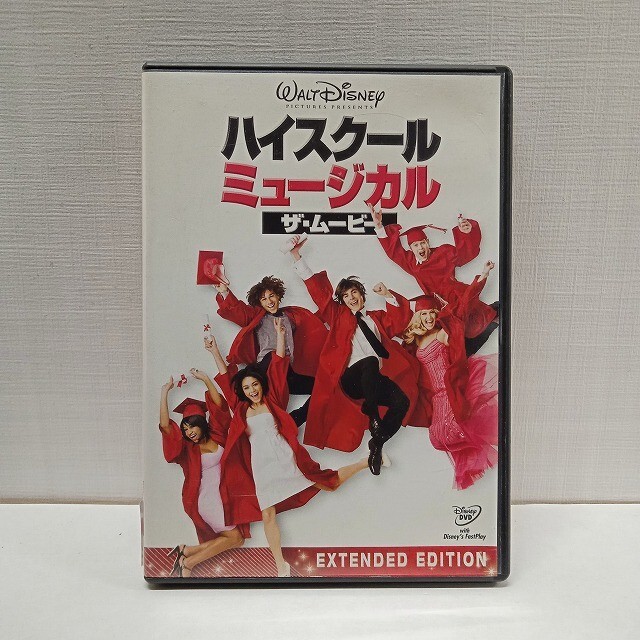 WALT DISNEY
PICTURES PRESENTS
ハイスクール
ミュージカル
ザ・ムービー
Disney
DVD
with
Disney's FastPlay
EXTENDED EDITION